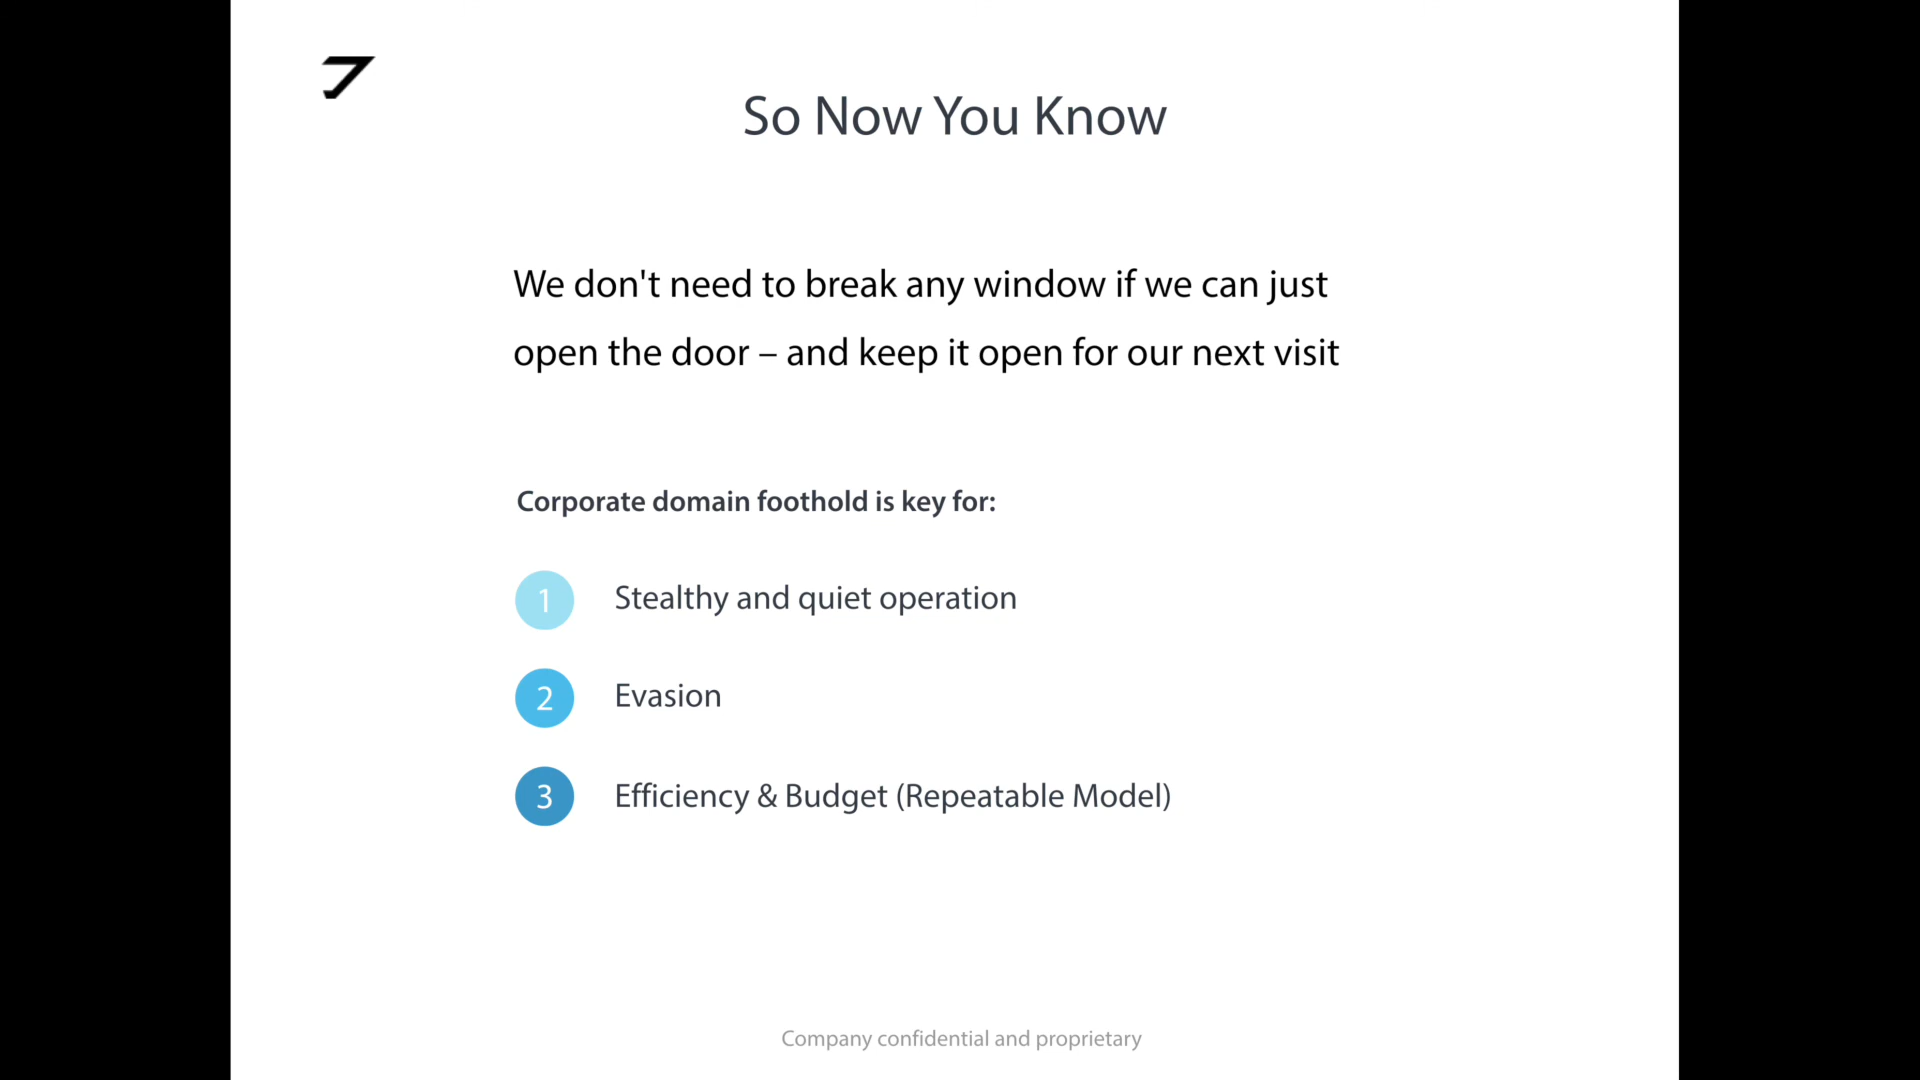 So Now You Know
We don't need to break any window if we can just
open the door – and keep it open for our next visit
Corporate domain foothold is key for:
1 Stealthy and quiet operation
2 Evasion
3 Efficiency & Budget (Repeatable Model)
Company confidential and proprietary